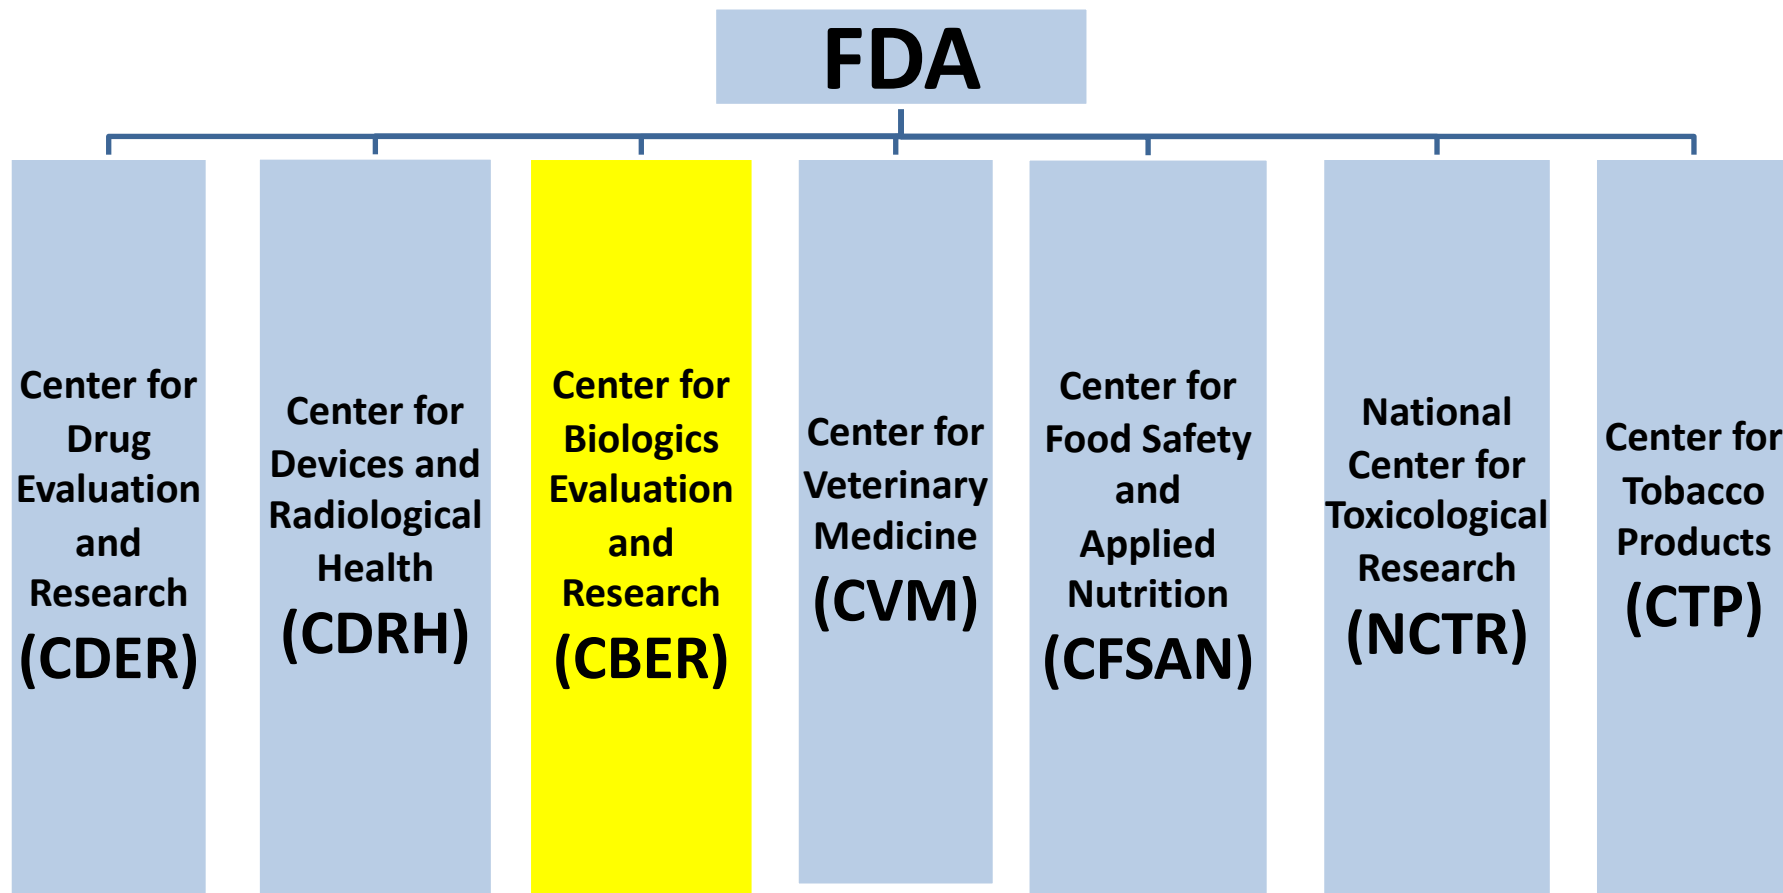 FDA
Center for
Drug
Evaluation
and
Research
(CDER)
Center for
Devices and
Radiological
Health
(CDRH)
Center for
Biologics
Evaluation
and
Research
(CBER)
Center for
Veterinary
Medicine
(CVM)
Center for
Food Safety
and
Applied
Nutrition
(CFSAN)
National
Center for
Toxicological
Research
(NCTR)
Center for
Tobacco
Products
(CTP)